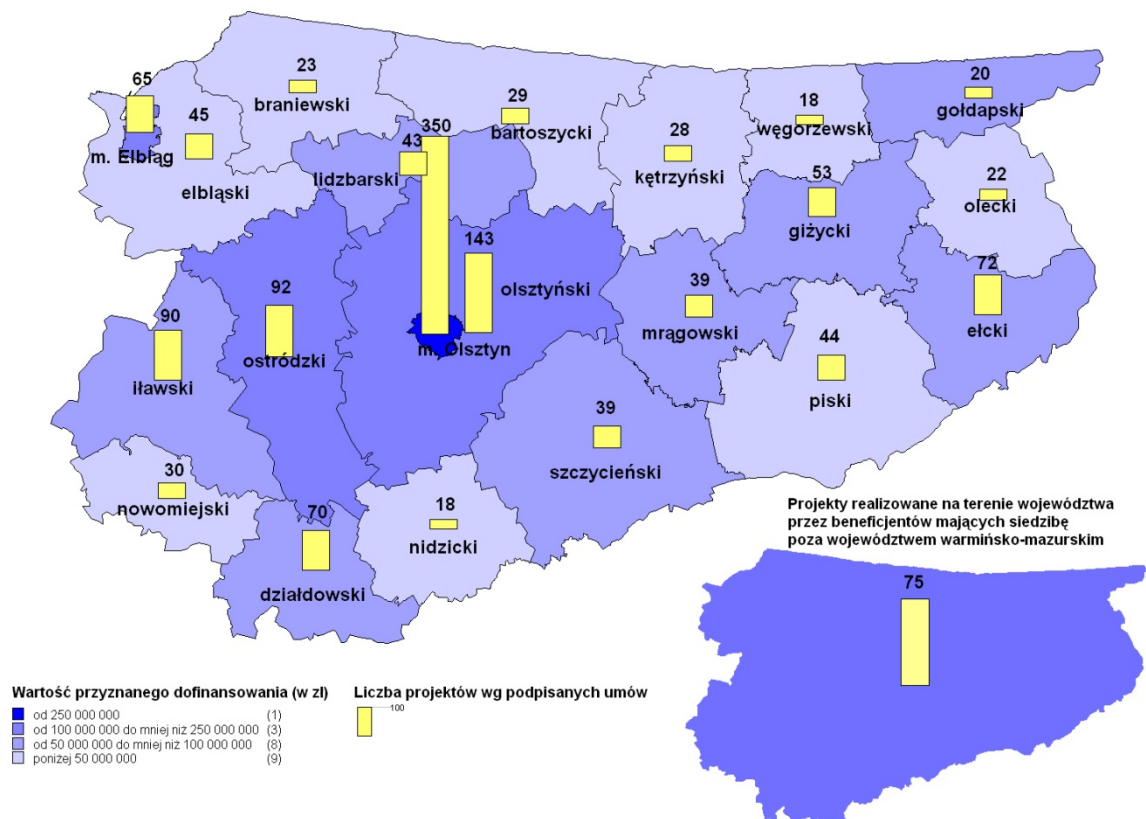 65
m. Elbląg
45
elbląski
23
braniewski
29
bartoszycki
350
43
lidzbarski
28
kętrzyński
18
węgorzewski
20
gołdapski
53
giżycki
22
olecki
143
olsztyński
m. Olsztyn
92
ostródzki
90
iławski
39
mrągowski
72
ełcki
44
piski
39
szczycieński
30
nowomiejski
70
działdowski
18
nidzicki
Projekty realizowane na terenie województwa
przez beneficjentów mających siedzibę
poza województwem warmińsko-mazurskim
75
Wartość przyznanego dofinansowania (w zł)
od 250 000 000 (1)
od 100 000 000 do mniej niż 250 000 000 (3)
od 50 000 000 do mniej niż 100 000 000 (8)
poniżej 50 000 000 (9)
Liczba projektów wg podpisanych umów
100